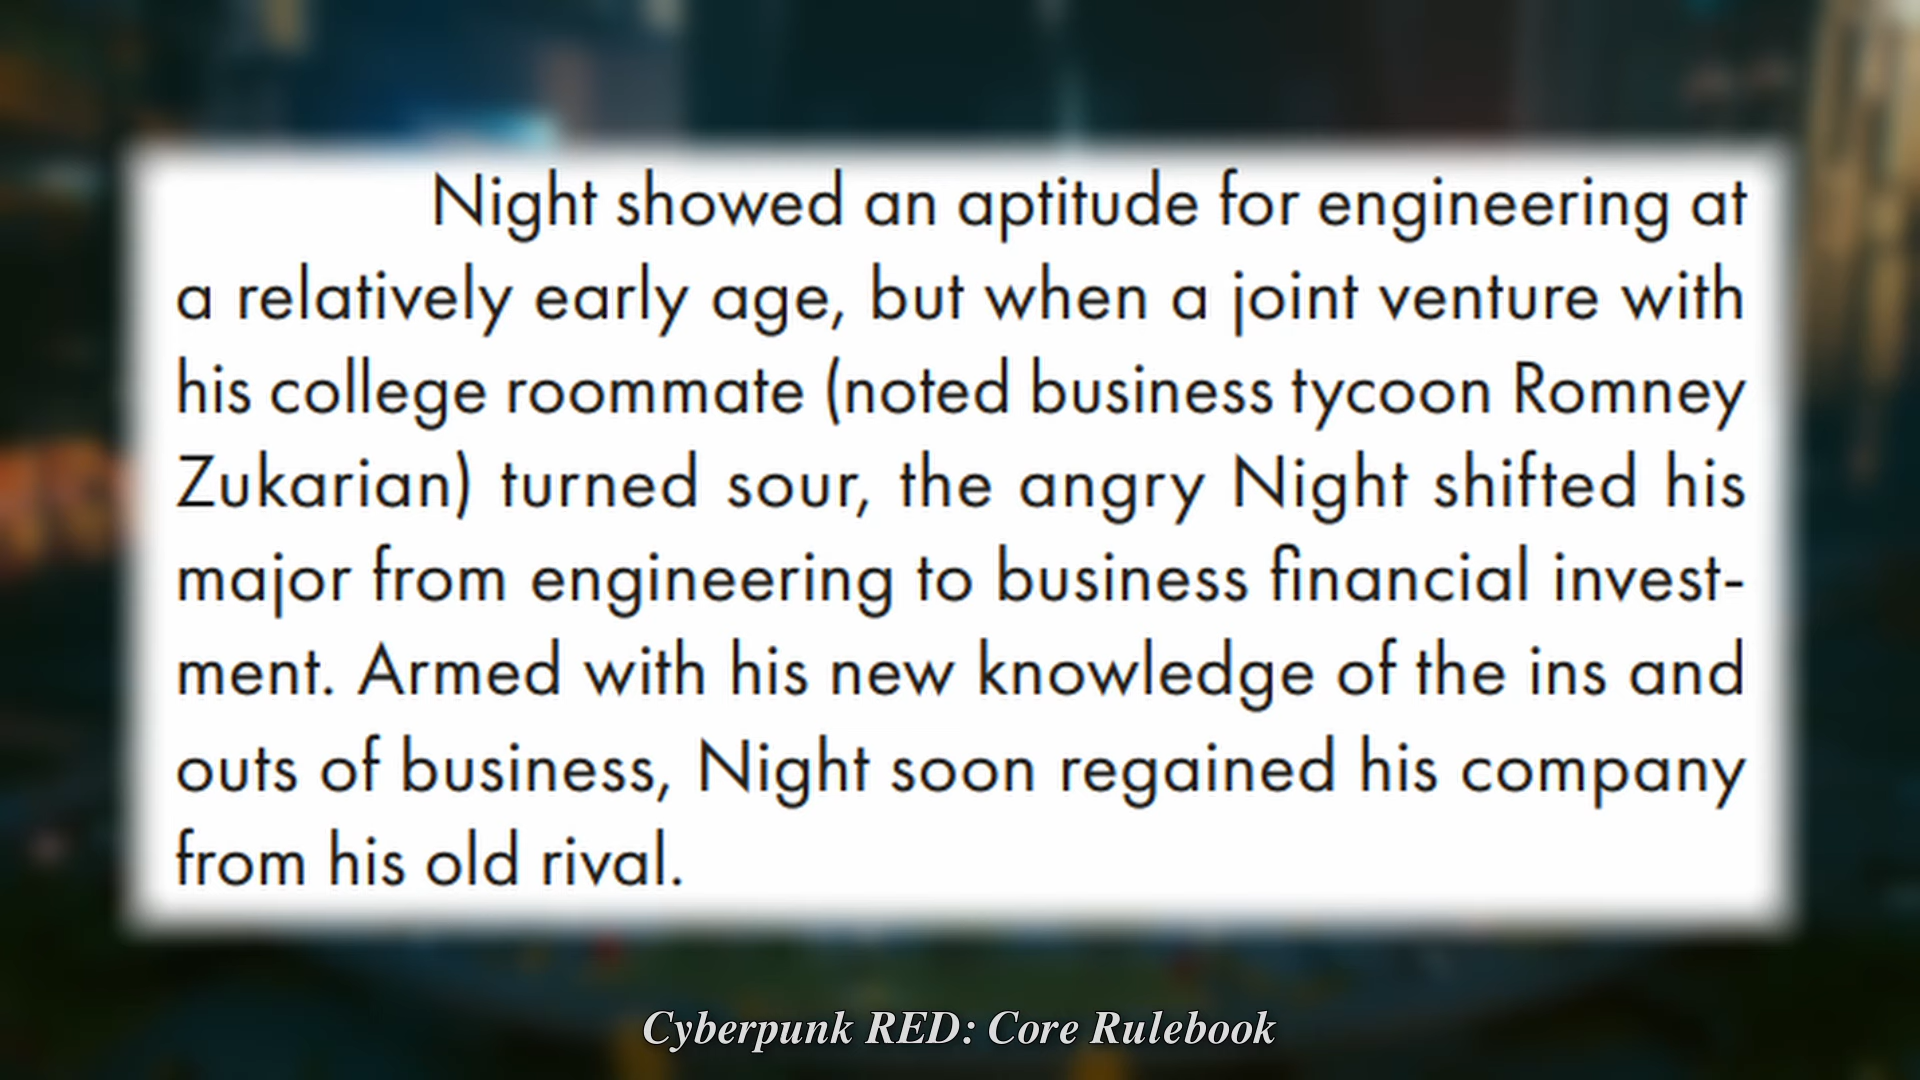 Night showed an aptitude for engineering at
a relatively early age, but when a joint venture with
his college roommate (noted business tycoon Romney
Zukarian) turned sour, the angry Night shifted his
major from engineering to business financial invest-
ment. Armed with his new knowledge of the ins and
outs of business, Night soon regained his company
from his old rival.
Cyberpunk RED: Core Rulebook